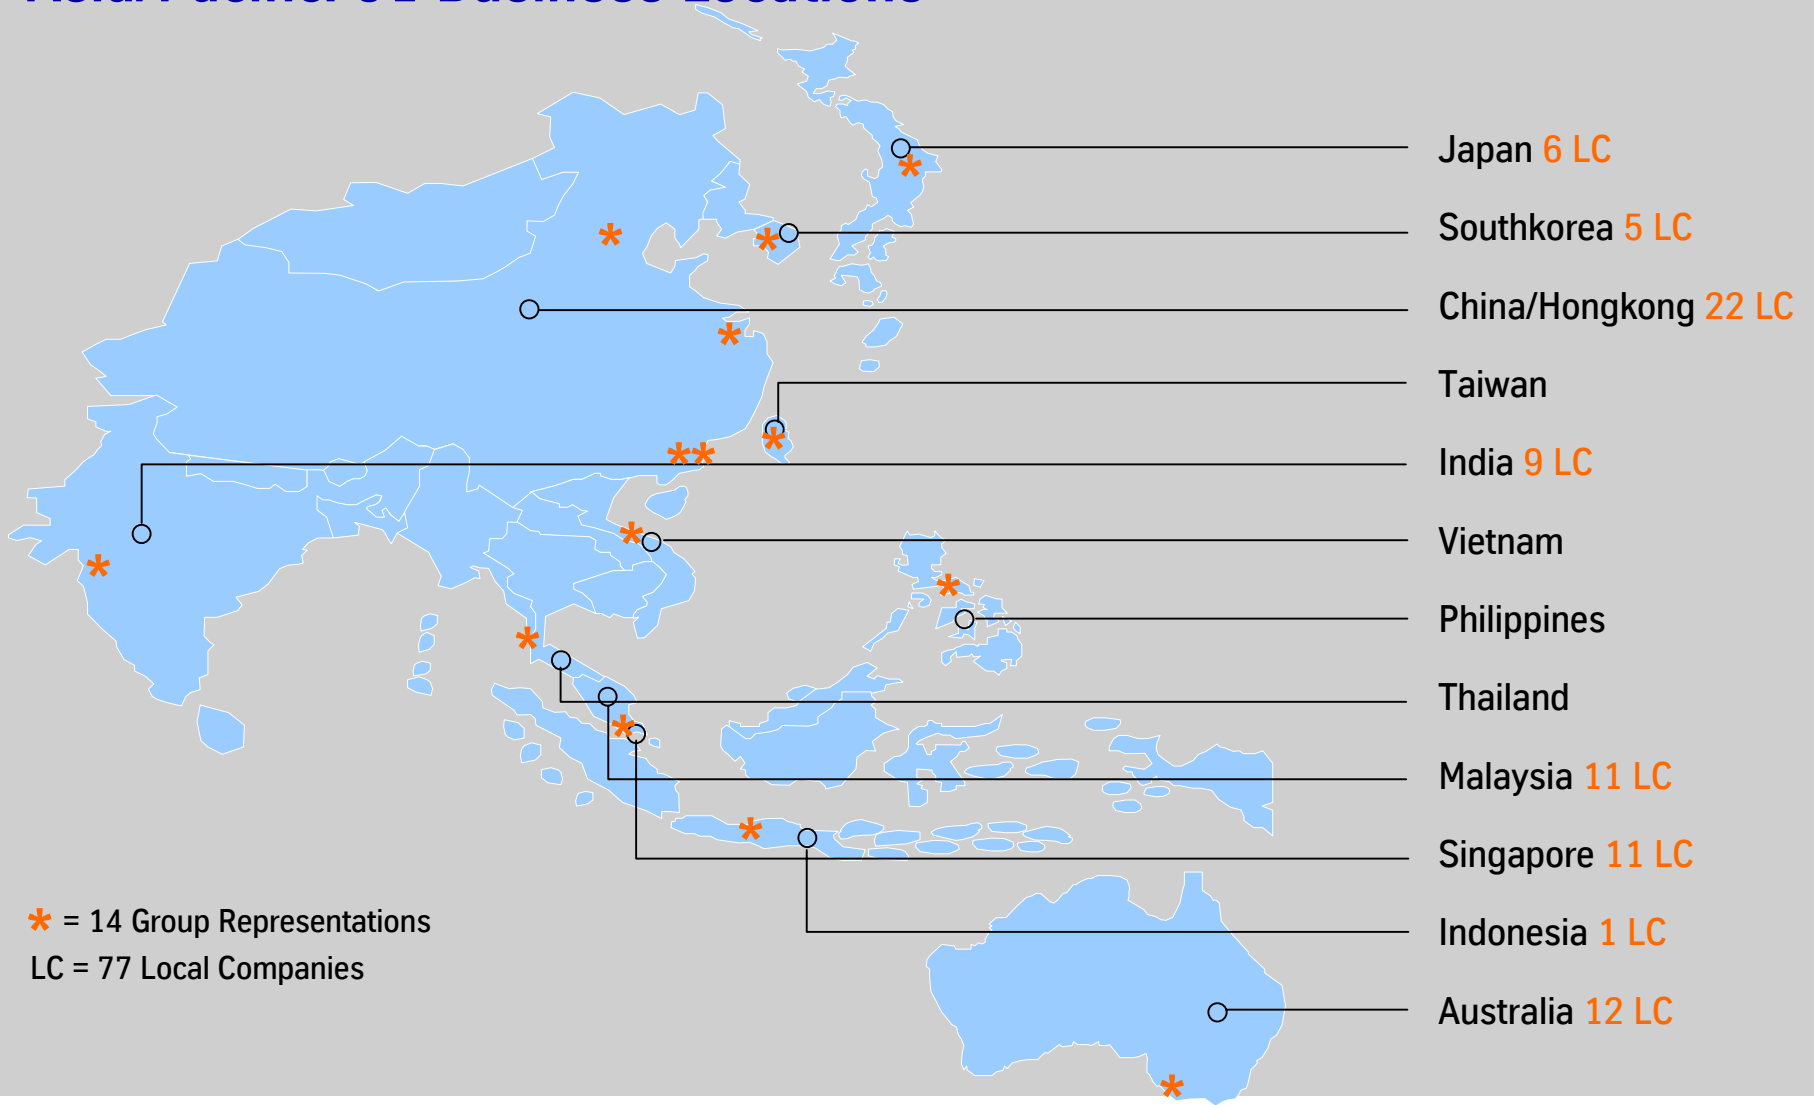 Japan 6 LC
Southkorea 5 LC
China/Hongkong 22 LC
Taiwan
India 9 LC
Vietnam
Philippines
Thailand
Malaysia 11 LC
Singapore 11 LC
Indonesia 1 LC
Australia 12 LC
* = 14 Group Representations
LC = 77 Local Companies